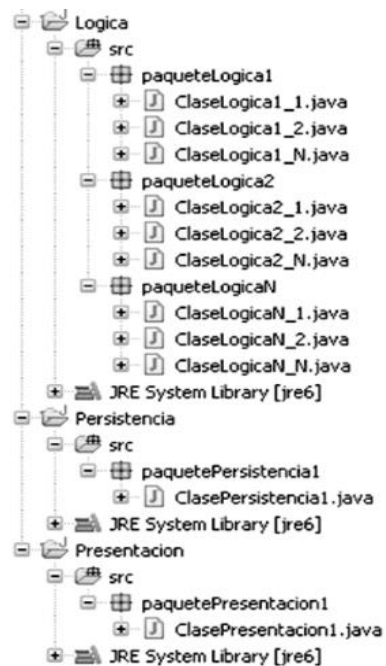 Logica
src
paqueteLogica1
ClaseLogica1_1.java
ClaseLogica1_2.java
ClaseLogica1_N.java
paqueteLogica2
ClaseLogica2_1.java
ClaseLogica2_2.java
ClaseLogica2_N.java
paqueteLogicaN
ClaseLogicaN_1.java
ClaseLogicaN_2.java
ClaseLogicaN_N.java
JRE System Library [jre6]
Persistencia
src
paquetePersistencia1
ClasePersistencia1.java
JRE System Library [jre6]
Presentacion
src
paquetePresentacion1
ClasePresentacion1.java
JRE System Library [jre6]